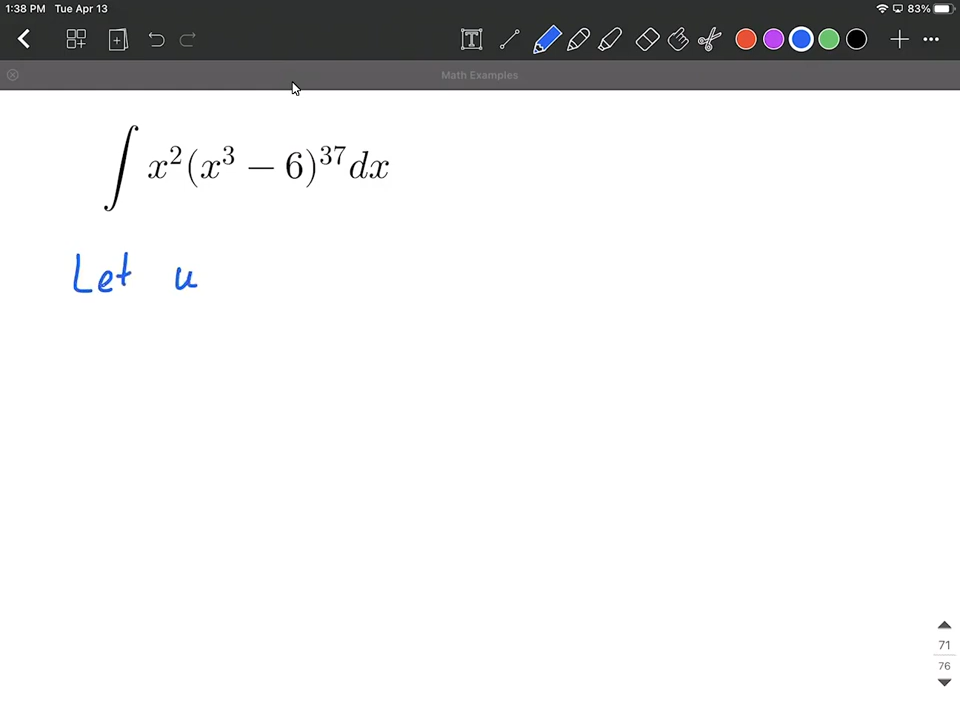 1:38 PM Tue Apr 13 83%
T
Math Examples
∫ x²(x³ − 6)³⁷dx
Let u
71
76